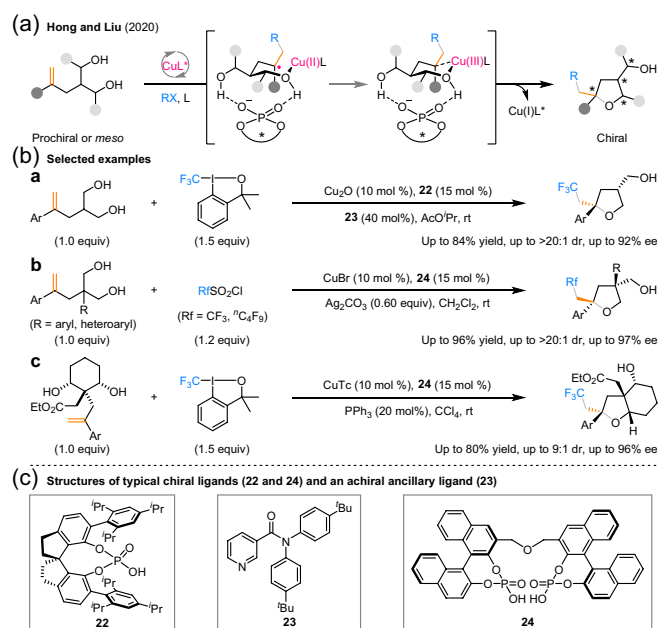 (a) Hong and Liu (2020)
OH
OH
Prochiral or meso
CuL*
RX, L
R
Cu(II)L
O
O
H
H
O
O
P
O
O
*
R
Cu(III)L
O
O
H
H
O
O
P
O
O
*
Cu(I)L*
R
OH
O
* * * *
Chiral
(b) Selected examples
a
Ar
OH
OH
(1.0 equiv)
+
F₃C I O
(1.5 equiv)
Cu₂O (10 mol %), 22 (15 mol %)
23 (40 mol%), AcOⁱPr, rt
F₃C
Ar
O
OH
Up to 84% yield, up to >20:1 dr, up to 92% ee
b
Ar
R
OH
OH
(R = aryl, heteroaryl)
(1.0 equiv)
+
RfSO₂Cl
(Rf = CF₃, ⁿC₄F₉)
(1.2 equiv)
CuBr (10 mol %), 24 (15 mol %)
Ag₂CO₃ (0.60 equiv), CH₂Cl₂, rt
Rf
Ar
O
R
OH
Up to 96% yield, up to >20:1 dr, up to 97% ee
c
HO
OH
EtO₂C
Ar
(1.0 equiv)
+
F₃C I O
(1.5 equiv)
CuTc (10 mol %), 24 (15 mol %)
PPh₃ (20 mol%), CCl₄, rt
EtO₂C
OH
F₃C
Ar
O
H
Up to 80% yield, up to 9:1 dr, up to 96% ee
(c) Structures of typical chiral ligands (22 and 24) and an achiral ancillary ligand (23)
ⁱPr
ⁱPr
ⁱPr
O
O
P
O
OH
ⁱPr
ⁱPr
ⁱPr
22
ᵗBu
O
N
N
ᵗBu
23
O
O
O
P
O
OH
O
O
P
O
HO
24